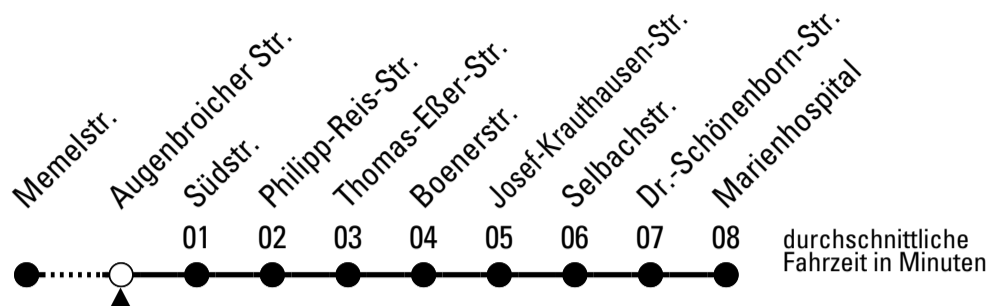 Memelstr.
Augenbroicher Str.
Südstr.
Philipp-Reis-Str.
Thomas-Eßer-Str.
Boenerstr.
Josef-Krauthausen-Str.
Selbachstr.
Dr.-Schönenborn-Str.
Marienhospital
01 02 03 04 05 06 07 08
durchschnittliche
Fahrzeit in Minuten